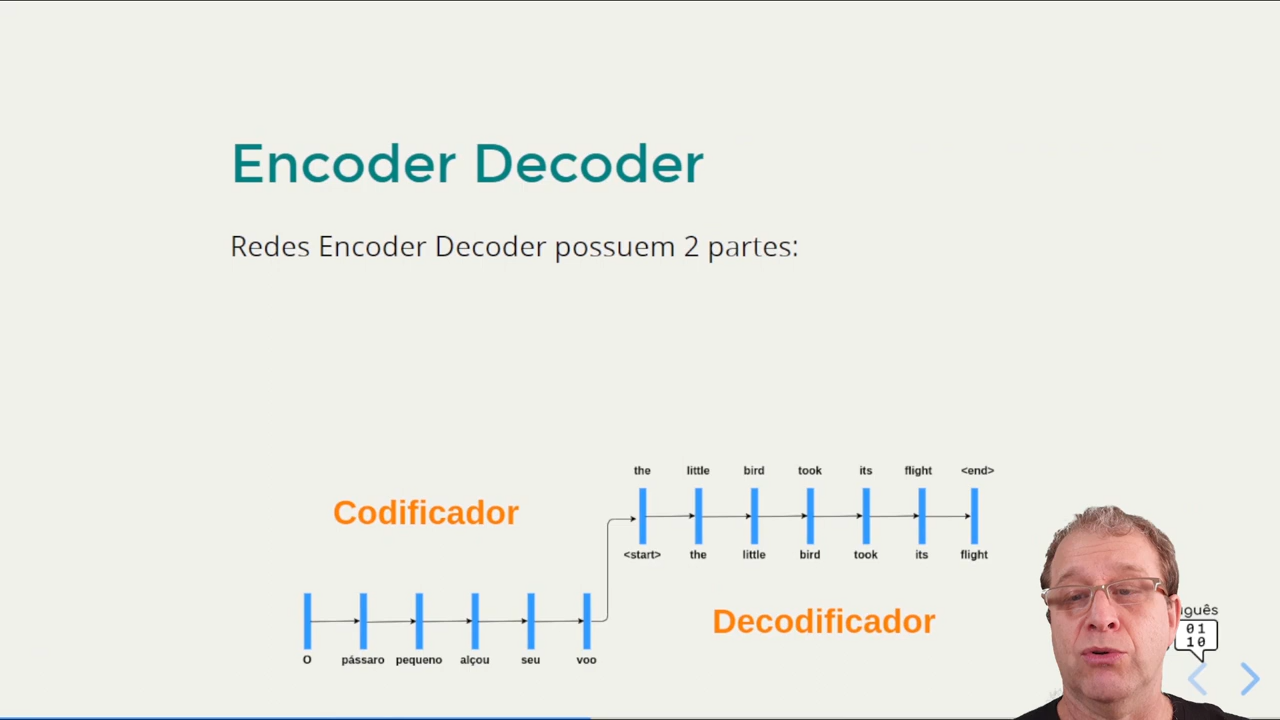 Encoder Decoder
Redes Encoder Decoder possuem 2 partes:
the little bird took its flight <end>
Codificador
<start> the little bird took its flight
Decodificador
O pássaro pequeno alçou seu voo
01
10